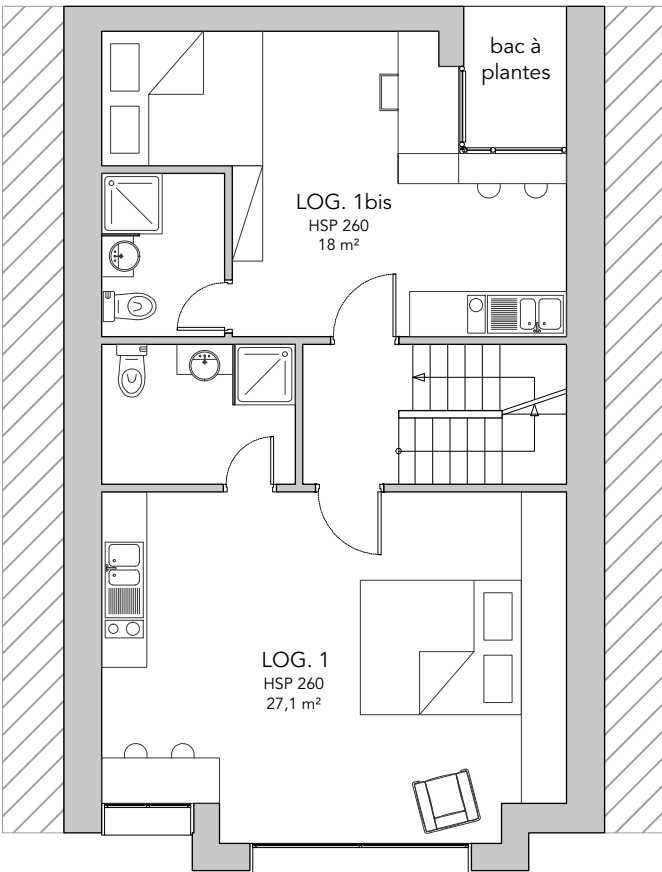 bac à
plantes
LOG. 1bis
HSP 260
18 m²
LOG. 1
HSP 260
27,1 m²